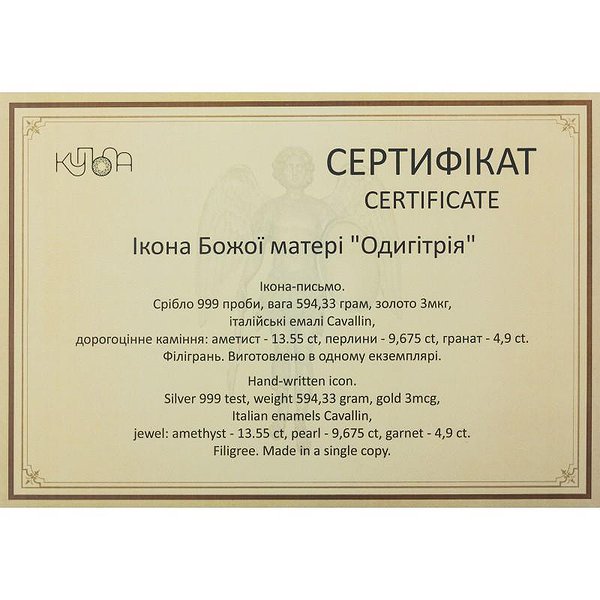 КУПОЛА
СЕРТИФІКАТ
CERTIFICATE
Ікона Божої матері "Одигітрія"
Ікона-письмо.
Срібло 999 проби, вага 594,33 грам, золото 3мкг,
італійські емалі Cavallin,
дорогоцінне каміння: аметист - 13.55 ct, перлини - 9,675 ct, гранат - 4,9 ct.
Філігрань. Виготовлено в одному екземплярі.
Hand-written icon.
Silver 999 test, weight 594,33 gram, gold 3mcg,
Italian enamels Cavallin,
jewel: amethyst - 13.55 ct, pearl - 9,675 ct, garnet - 4,9 ct.
Filigree. Made in a single copy.